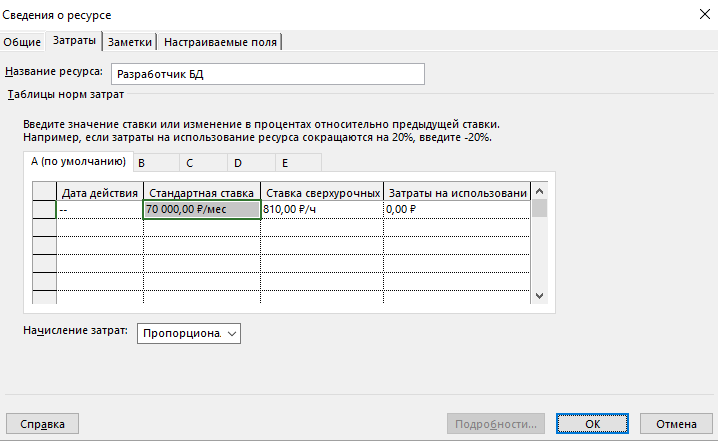 Сведения о ресурсе
Общие Затраты Заметки Настраиваемые поля
Название ресурса: Разработчик БД
Таблицы норм затрат
Введите значение ставки или изменение в процентах относительно предыдущей ставки.
Например, если затраты на использование ресурса сокращаются на 20%, введите -20%.
A (по умолчанию) B C D E
Дата действия Стандартная ставка Ставка сверхурочных Затраты на использовани
-- 70 000,00 ₽/мес 810,00 ₽/ч 0,00 ₽
Начисление затрат: Пропорциона.
Справка Подробности... ОК Отмена